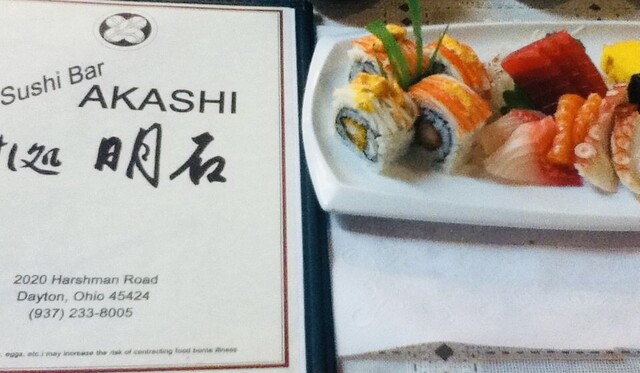 Sushi Bar
AKASHI
処 明石
2020 Harshman Road
Dayton, Ohio 45424
(937) 233-8005
, eggs, etc.) may increase the risk of contracting food borne illness